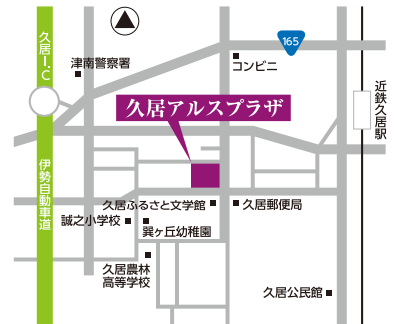 久居I.C
津南警察署
165
コンビニ
久居アルスプラザ
近鉄久居駅
伊勢自動車道
久居ふるさと文学館
久居郵便局
誠之小学校
巽ヶ丘幼稚園
久居農林
高等学校
久居公民館